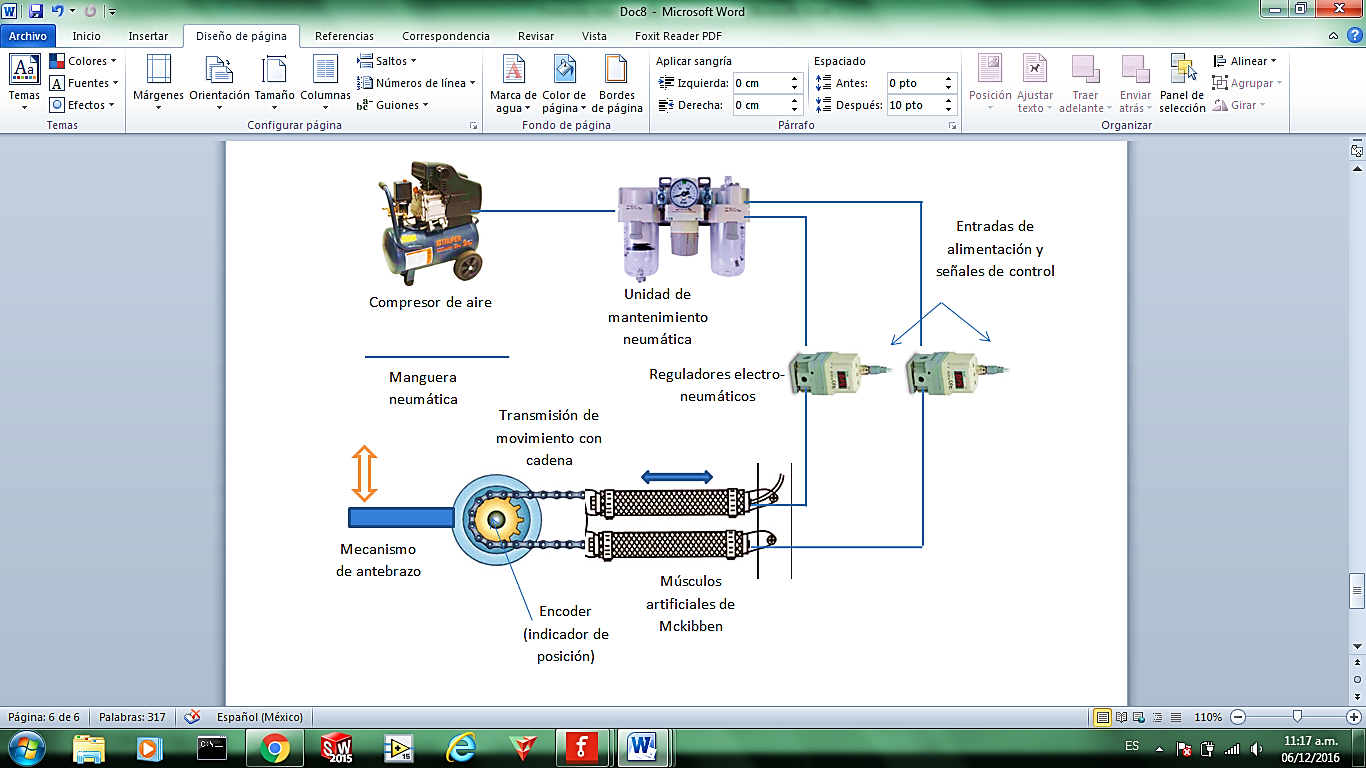 Doc8 - Microsoft Word
Archivo Inicio Insertar Diseño de página Referencias Correspondencia Revisar Vista Foxit Reader PDF
Temas
Colores
Fuentes
Efectos
Temas
Márgenes Orientación Tamaño Columnas
Saltos
Números de línea
Guiones
Configurar página
Marca de agua
Color de página
Bordes de página
Fondo de página
Aplicar sangría
Izquierda: 0 cm
Derecha: 0 cm
Espaciado
Antes: 0 pto
Después: 10 pto
Párrafo
Posición
Ajustar texto
Traer adelante
Enviar atrás
Panel de selección
Alinear
Agrupar
Girar
Organizar
TRUPER
Compresor de aire
Unidad de
mantenimiento
neumática
Entradas de
alimentación y
señales de control
Manguera
neumática
Reguladores electro-
neumáticos
Transmisión de
movimiento con
cadena
Mecanismo
de antebrazo
Encoder
(indicador de
posición)
Músculos
artificiales de
Mckibben
Página: 6 de 6 Palabras: 317 Español (México) 110%
C:\
SW
2015
15
ES
11:17 a.m.
06/12/2016